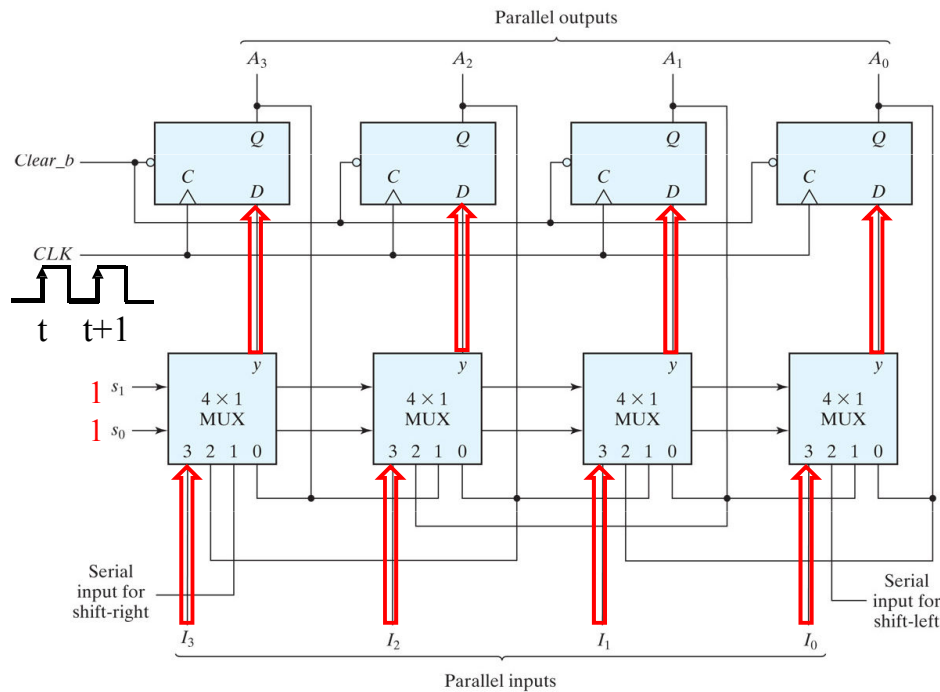 Parallel outputs
A3 A2 A1 A0
Q Q Q Q
Clear_b
C D C D C D C D
CLK
t t+1
y y y y
1 s1
4 × 1 4 × 1 4 × 1 4 × 1
MUX MUX MUX MUX
1 s0
3 2 1 0 3 2 1 0 3 2 1 0 3 2 1 0
Serial
input for
shift-right
Serial
input for
shift-left
I3 I2 I1 I0
Parallel inputs